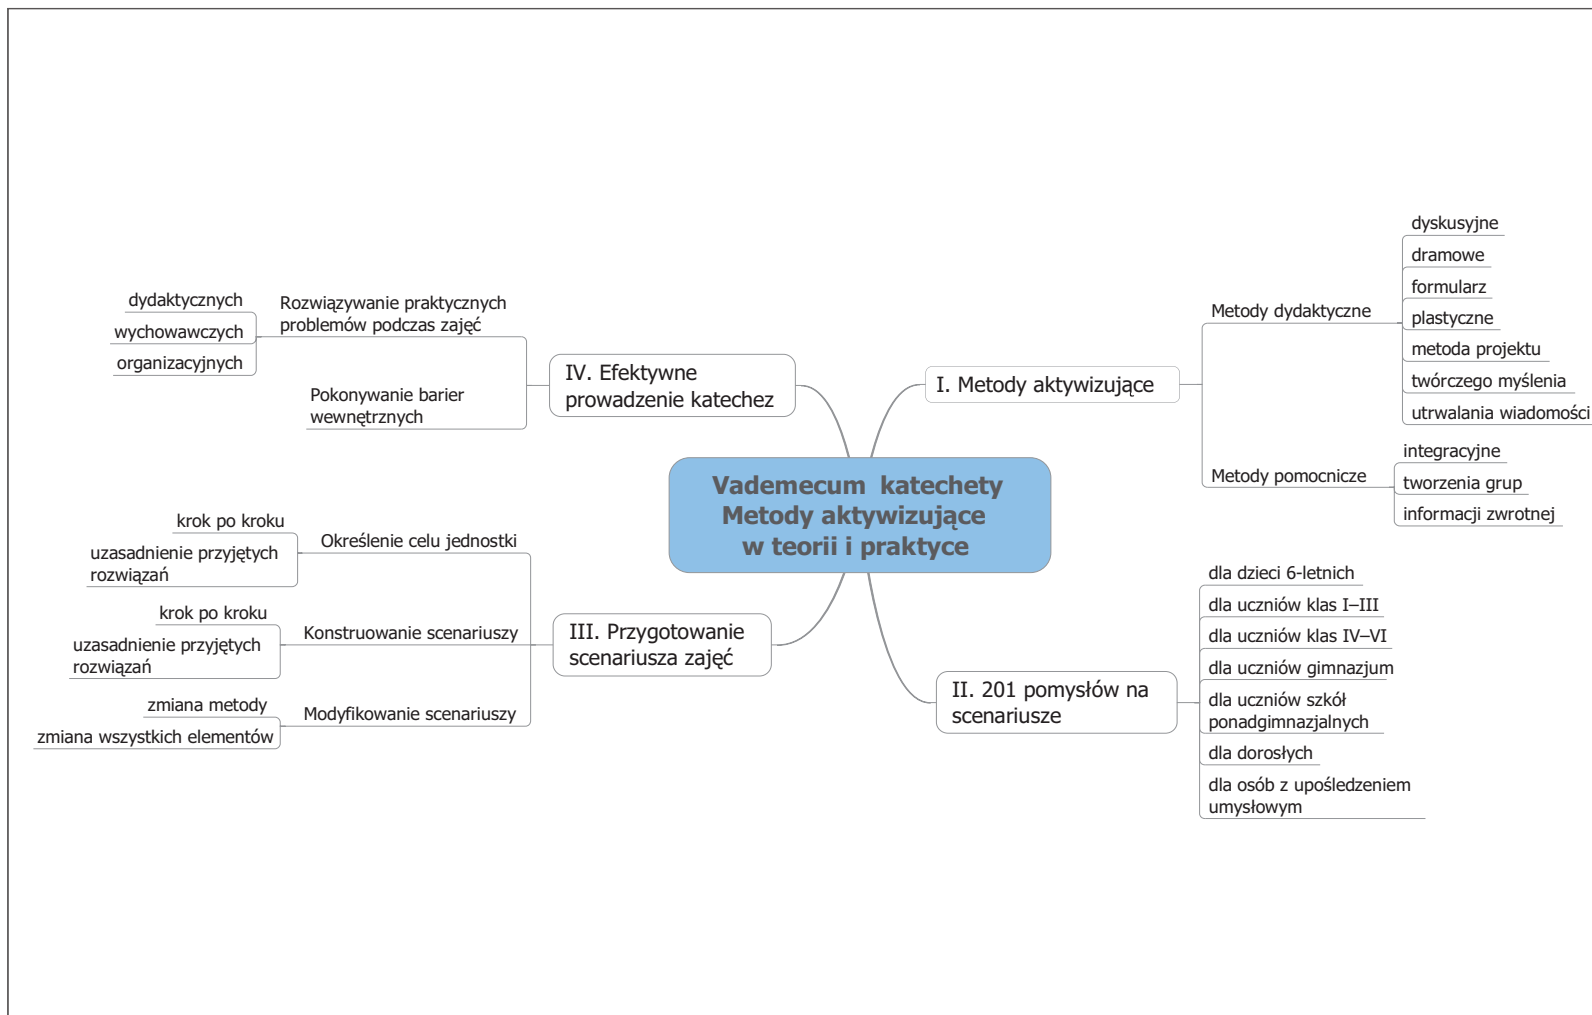 Vademecum katechety
Metody aktywizujące
w teorii i praktyce
I. Metody aktywizujące
Metody dydaktyczne
dyskusyjne
dramowe
formularz
plastyczne
metoda projektu
twórczego myślenia
utrwalania wiadomości
Metody pomocnicze
integracyjne
tworzenia grup
informacji zwrotnej
II. 201 pomysłów na
scenariusze
dla dzieci 6-letnich
dla uczniów klas I–III
dla uczniów klas IV–VI
dla uczniów gimnazjum
dla uczniów szkół
ponadgimnazjalnych
dla dorosłych
dla osób z upośledzeniem
umysłowym
III. Przygotowanie
scenariusza zajęć
Określenie celu jednostki
krok po kroku
uzasadnienie przyjętych
rozwiązań
Konstruowanie scenariuszy
krok po kroku
uzasadnienie przyjętych
rozwiązań
Modyfikowanie scenariuszy
zmiana metody
zmiana wszystkich elementów
IV. Efektywne
prowadzenie katechez
Rozwiązywanie praktycznych
problemów podczas zajęć
dydaktycznych
wychowawczych
organizacyjnych
Pokonywanie barier
wewnętrznych